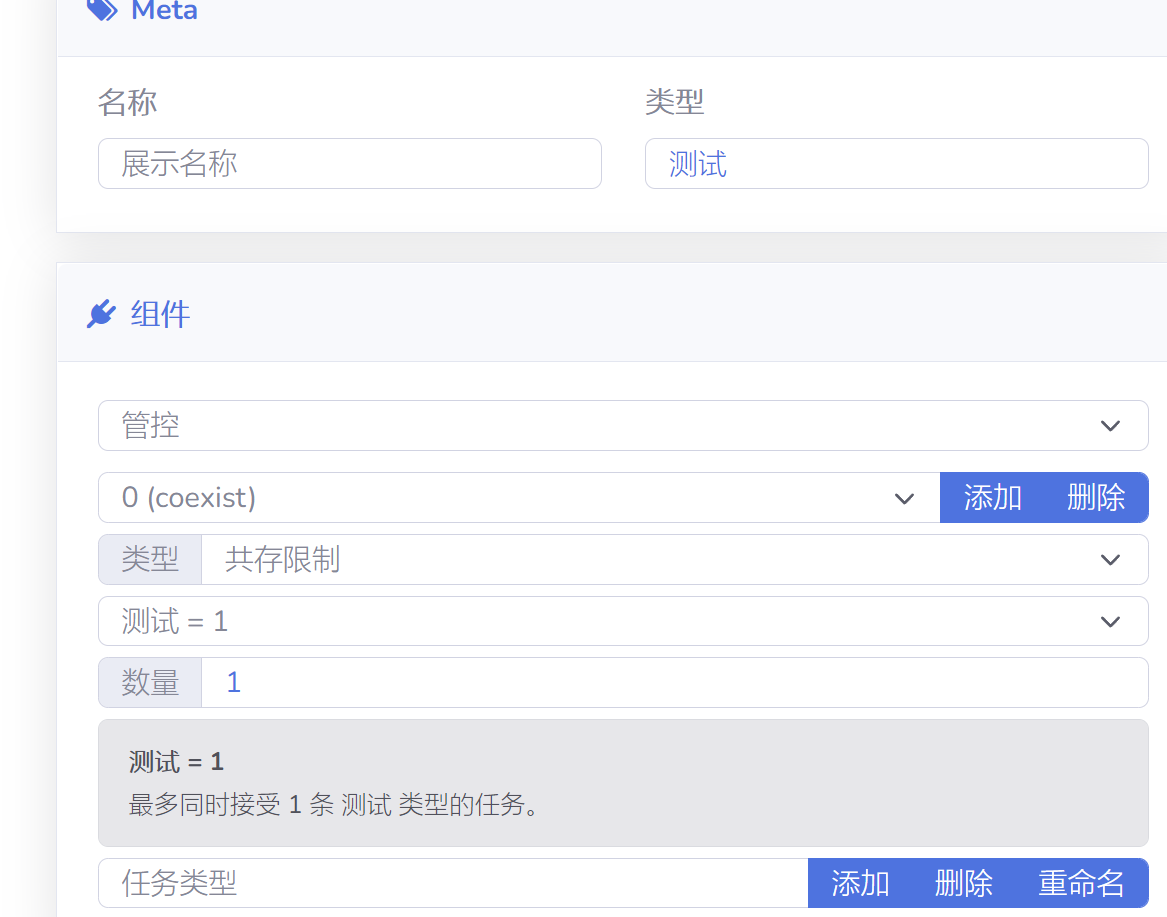 Meta
名称 类型
展示名称 测试
组件
管控
0 (coexist) 添加 删除
类型 共存限制
测试 = 1
数量 1
测试 = 1
最多同时接受 1 条 测试 类型的任务。
任务类型 添加 删除 重命名